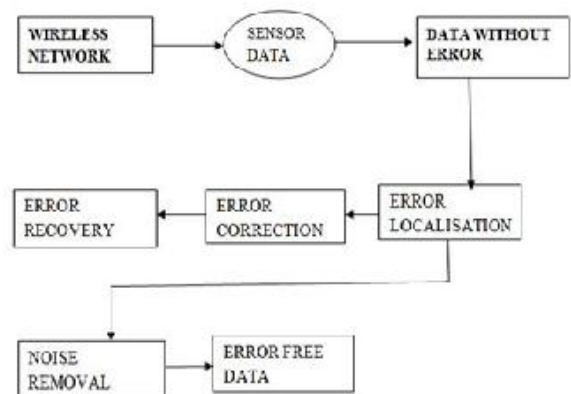 WIRELESS
NETWORK
SENSOR
DATA
DATA WITHOUT
ERROR
ERROR
RECOVERY
ERROR
CORRECTION
ERROR
LOCALISATION
NOISE
REMOVAL
ERROR FREE
DATA